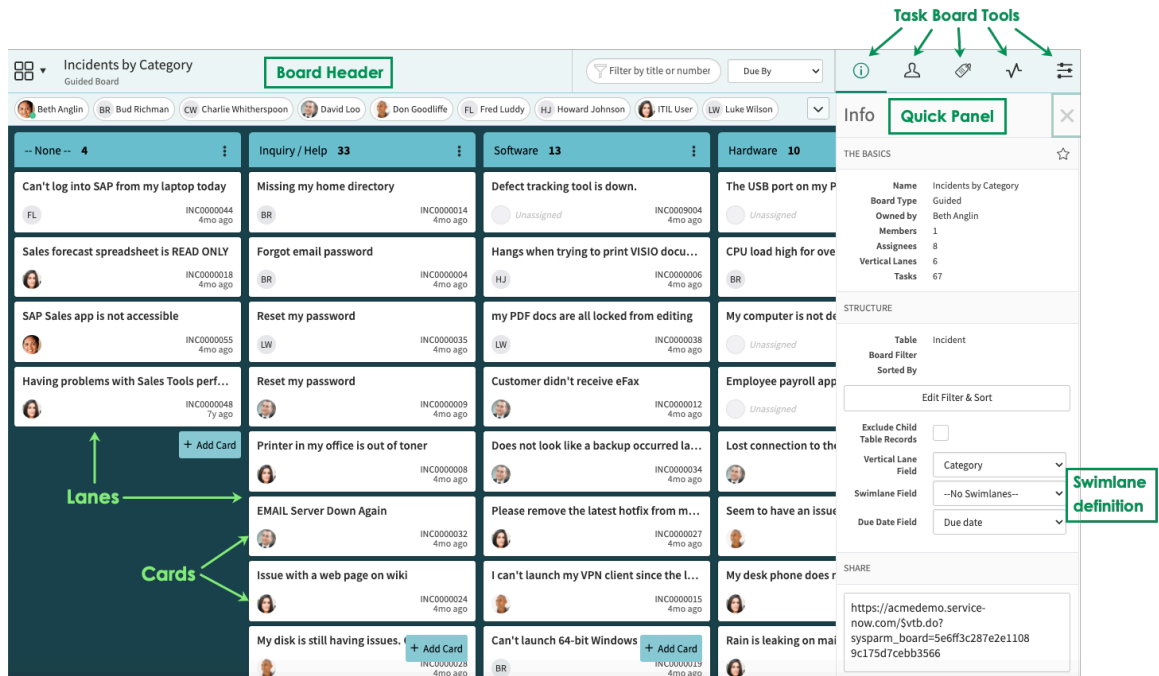 Task Board Tools
Incidents by Category
Guided Board
Board Header
Filter by title or number
Due By
Beth Anglin
BR Bud Richman
CW Charlie Whitherspoon
David Loo
Don Goodliffe
FL Fred Luddy
HJ Howard Johnson
ITIL User
LW Luke Wilson
Info
Quick Panel
-- None -- 4
Can't log into SAP from my laptop today
FL
INC0000044
4mo ago
Sales forecast spreadsheet is READ ONLY
INC0000018
4mo ago
SAP Sales app is not accessible
INC0000055
4mo ago
Having problems with Sales Tools perf...
INC0000048
7y ago
+ Add Card
Lanes
Cards
Inquiry / Help 33
Missing my home directory
BR
INC0000014
4mo ago
Forgot email password
BR
INC0000004
4mo ago
Reset my password
LW
INC0000035
4mo ago
Reset my password
INC0000009
4mo ago
Printer in my office is out of toner
INC0000008
4mo ago
EMAIL Server Down Again
INC0000032
4mo ago
Issue with a web page on wiki
INC0000024
4mo ago
My disk is still having issues.
+ Add Card
INC0000028
4mo ago
Software 13
Defect tracking tool is down.
Unassigned
INC0009004
4mo ago
Hangs when trying to print VISIO docu...
HJ
INC0000006
4mo ago
my PDF docs are all locked from editing
LW
INC0000038
4mo ago
Customer didn't receive eFax
INC0000012
4mo ago
Does not look like a backup occurred la...
INC0000034
4mo ago
Please remove the latest hotfix from m...
INC0000027
4mo ago
I can't launch my VPN client since the l...
INC0000015
4mo ago
Can't launch 64-bit Windows
+ Add Card
BR
INC0000019
4mo ago
Hardware 10
The USB port on my P
Unassigned
CPU load high for ove
BR
My computer is not de
Unassigned
Employee payroll app
Unassigned
Lost connection to the
Seem to have an issue
My desk phone does n
Rain is leaking on mai
THE BASICS
Name Incidents by Category
Board Type Guided
Owned by Beth Anglin
Members 1
Assignees 8
Vertical Lanes 6
Tasks 67
STRUCTURE
Table Incident
Board Filter
Sorted By
Edit Filter & Sort
Exclude Child
Table Records
Vertical Lane
Field
Category
Swimlane Field --No Swimlanes--
Swimlane
definition
Due Date Field Due date
SHARE
https://acmedemo.service-
now.com/$vtb.do?
sysparm_board=5e6ff3c287e2e1108
9c175d7cebb3566